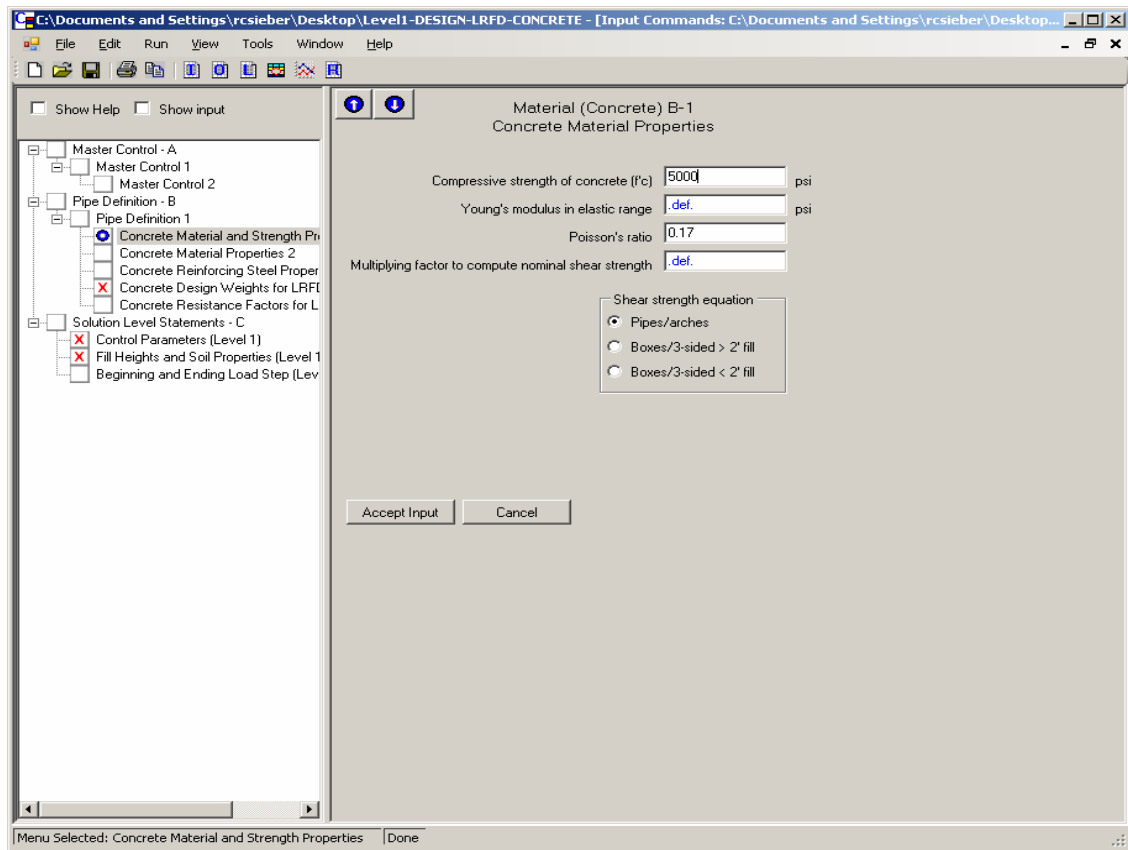 C:\Documents and Settings\rcsieber\Desktop\Level1-DESIGN-LRFD-CONCRETE - [Input Commands: C:\Documents and Settings\rcsieber\Desktop...
File Edit Run View Tools Window Help
Show Help Show input
Master Control - A
Master Control 1
Master Control 2
Pipe Definition - B
Pipe Definition 1
Concrete Material and Strength Pr
Concrete Material Properties 2
Concrete Reinforcing Steel Proper
Concrete Design Weights for LRF
Concrete Resistance Factors for L
Solution Level Statements - C
Control Parameters (Level 1)
Fill Heights and Soil Properties (Level 1
Beginning and Ending Load Step (Lev
Material (Concrete) B-1
Concrete Material Properties
Compressive strength of concrete (f'c) 5000 psi
Young's modulus in elastic range .def. psi
Poisson's ratio 0.17
Multiplying factor to compute nominal shear strength .def.
Shear strength equation
Pipes/arches
Boxes/3-sided > 2' fill
Boxes/3-sided < 2' fill
Accept Input Cancel
Menu Selected: Concrete Material and Strength Properties Done